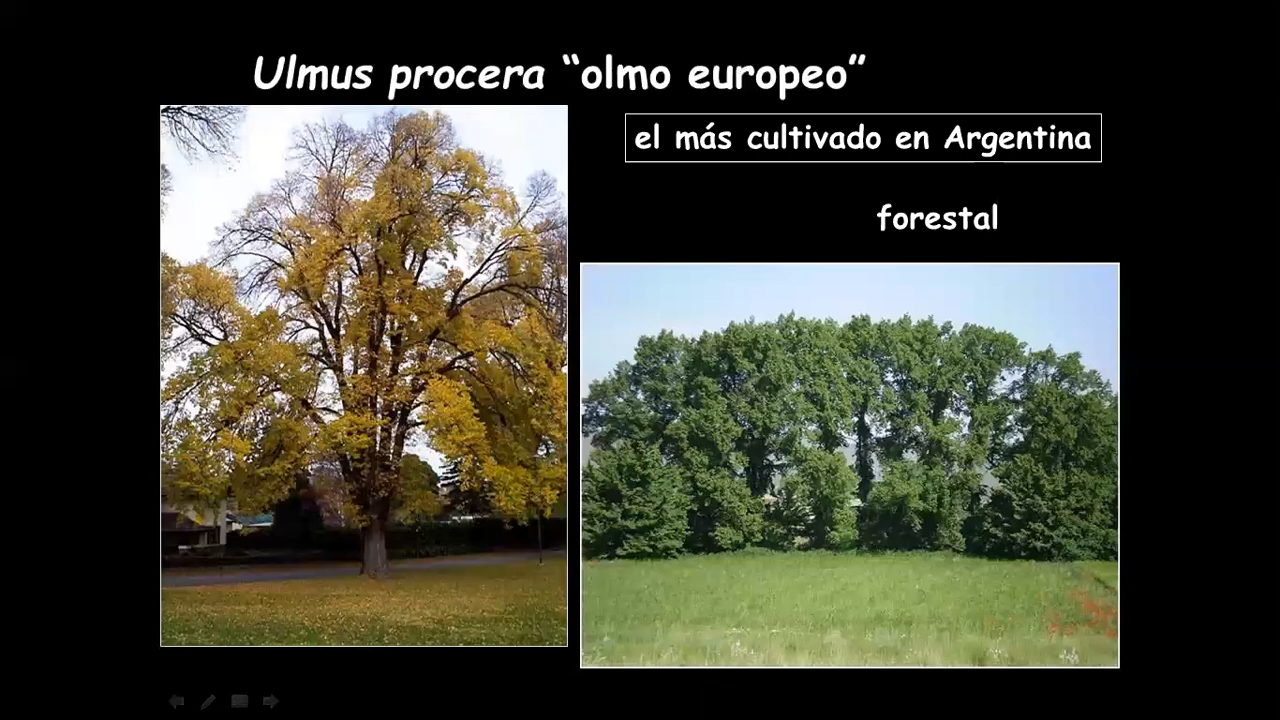 Ulmus procera “olmo europeo”
el más cultivado en Argentina
forestal